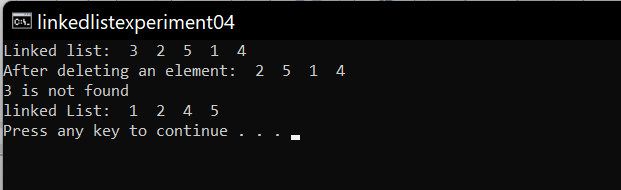 linkedlistexperiment04
Linked list:  3  2  5  1  4
After deleting an element:  2  5  1  4
3 is not found
linked List:  1  2  4  5
Press any key to continue . . .